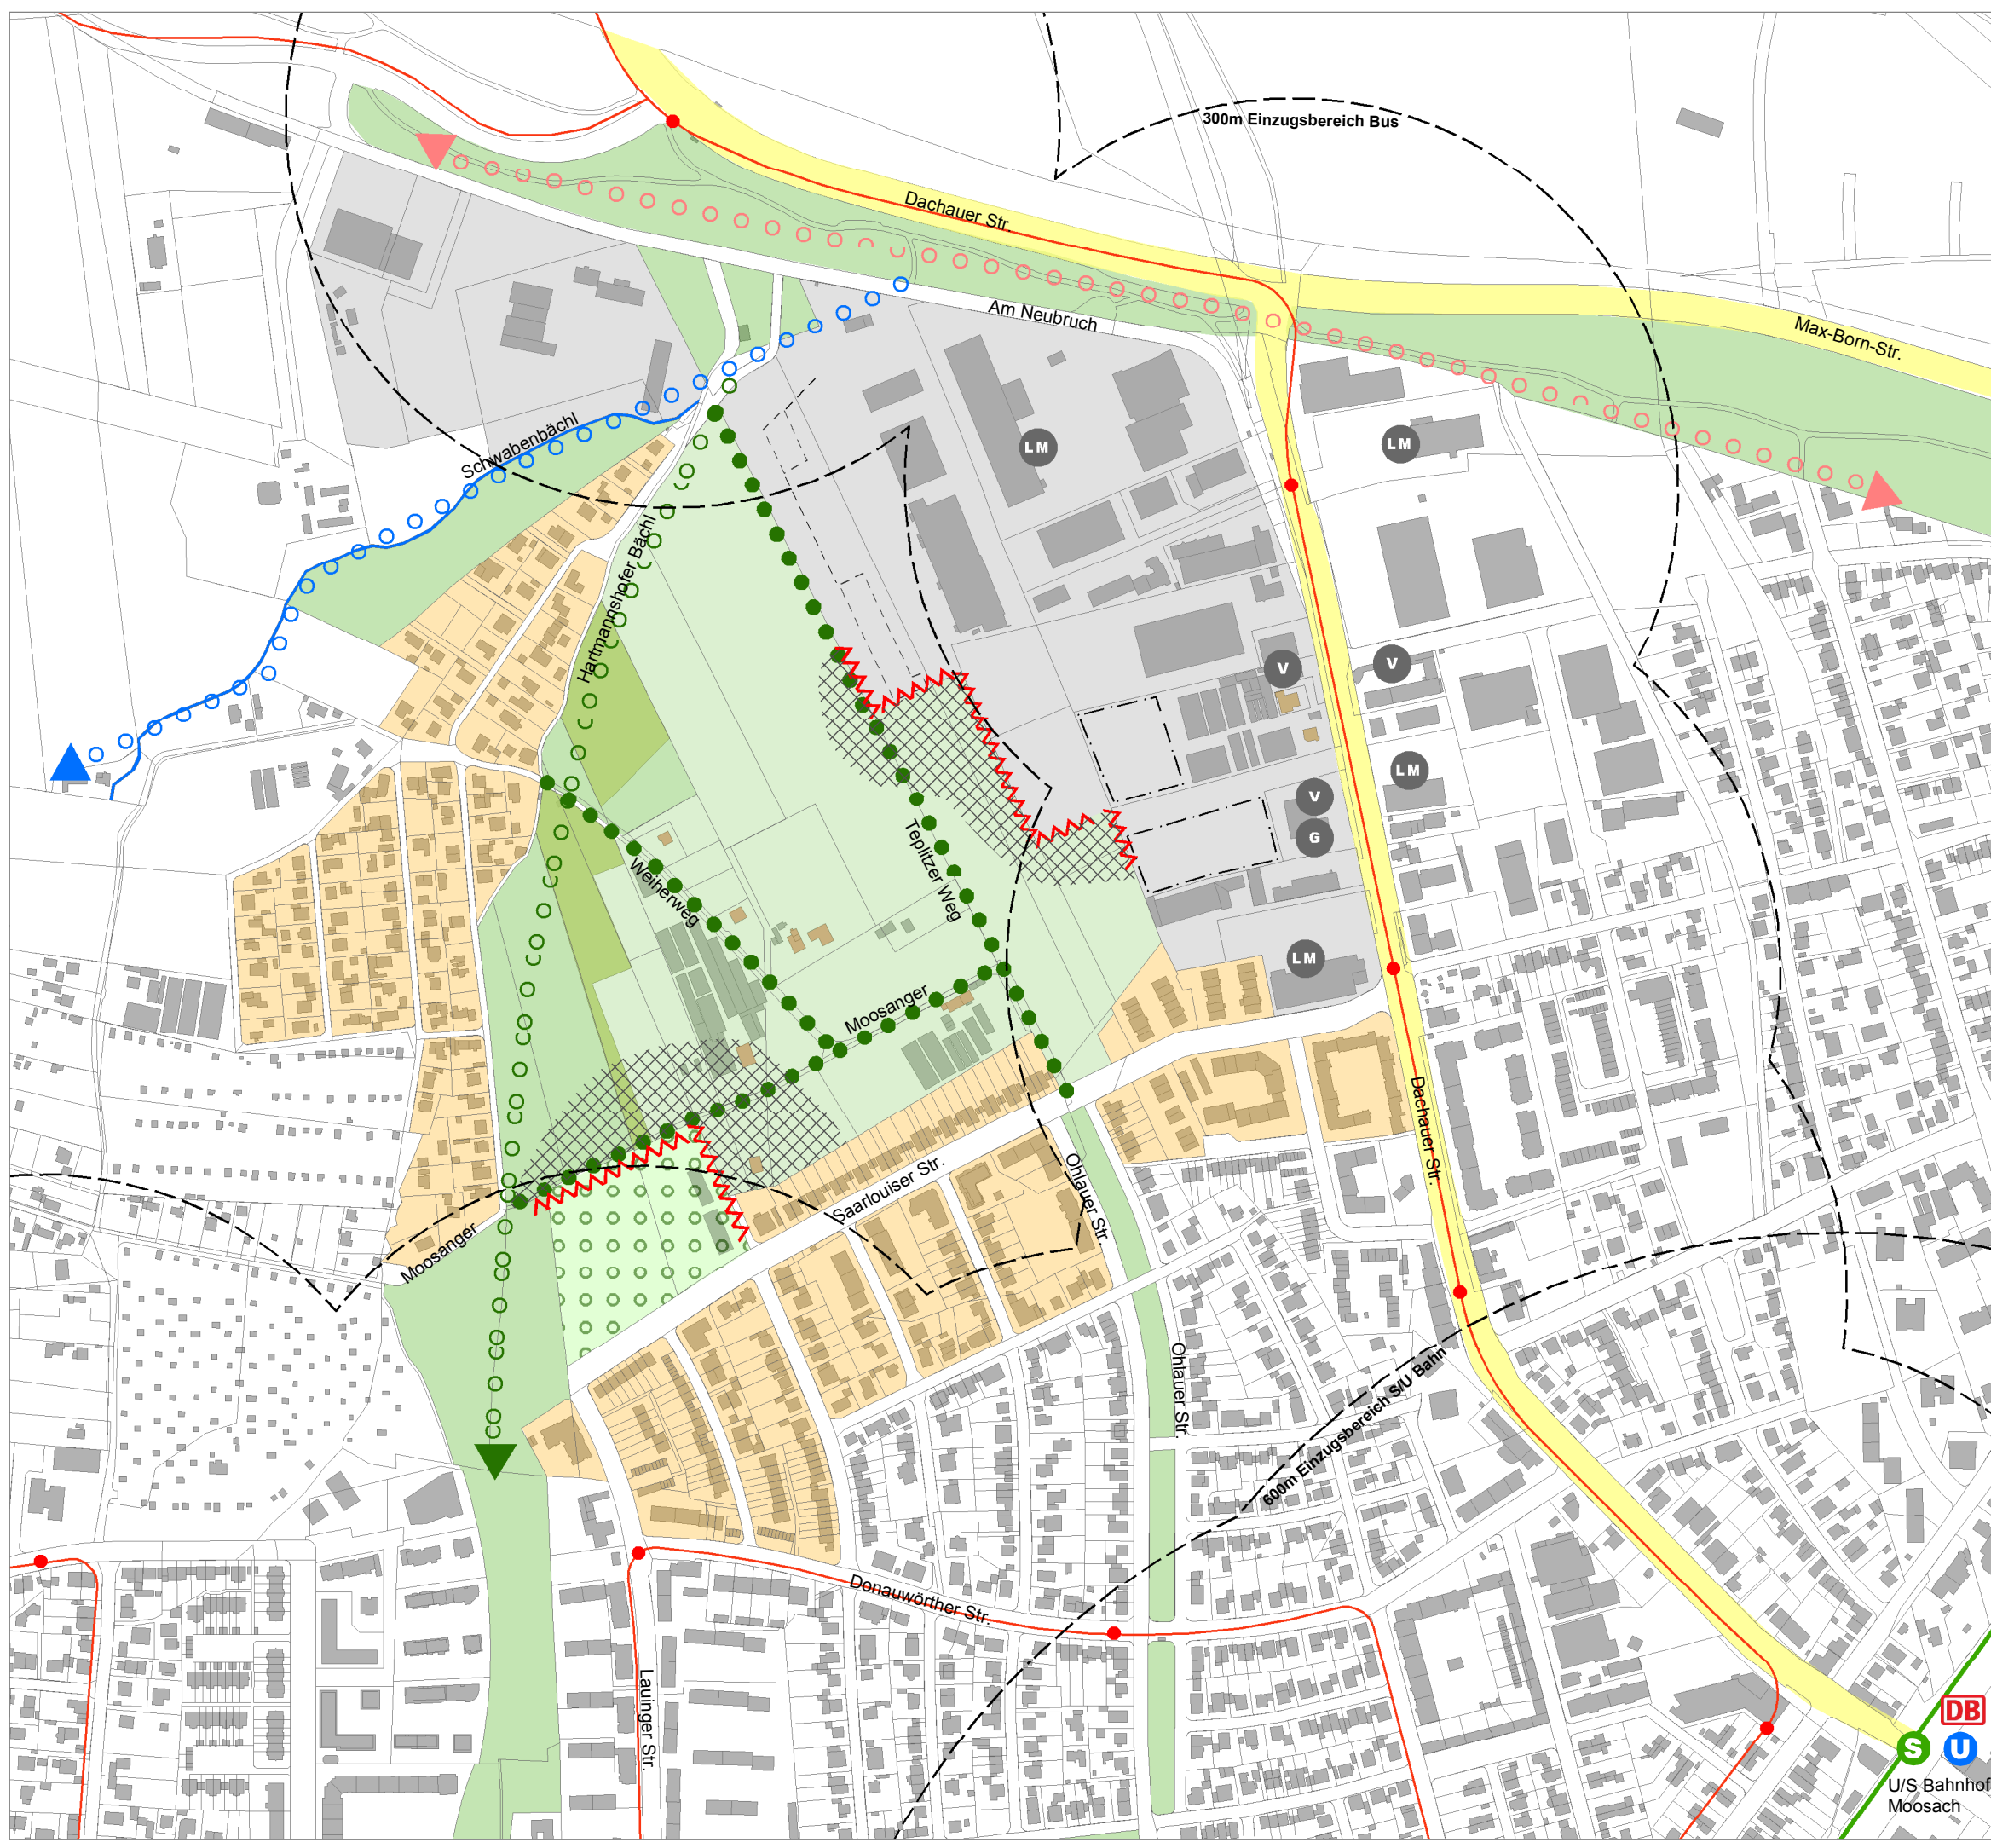 300m Einzugsbereich Bus
Dachauer Str.
Am Neubruch
Max-Born-Str.
LM
LM
Schwabenbächl
Hartmannshofer Bächl
V
V
LM
V
G
Teplitzer Weg
Weiherweg
LM
Moosanger
Dachauer Str.
Saarlouiser Str.
Ohlauer Str.
Moosanger
Ohlauer Str.
600m Einzugsbereich S/U Bahn
Donauwörther Str.
Lauinger Str.
DB
S
U
U/S Bahnhof
Moosach